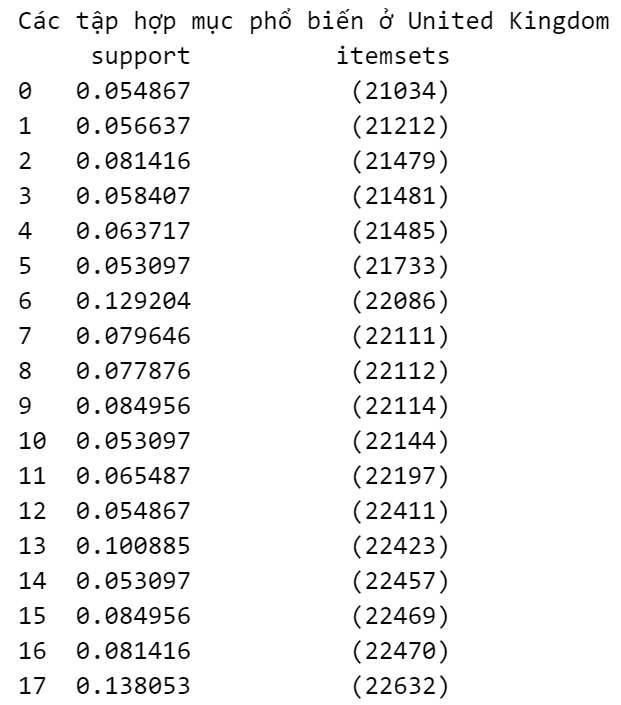 Các tập hợp mục phổ biến ở United Kingdom
support itemsets
0 0.054867 (21034)
1 0.056637 (21212)
2 0.081416 (21479)
3 0.058407 (21481)
4 0.063717 (21485)
5 0.053097 (21733)
6 0.129204 (22086)
7 0.079646 (22111)
8 0.077876 (22112)
9 0.084956 (22114)
10 0.053097 (22144)
11 0.065487 (22197)
12 0.054867 (22411)
13 0.100885 (22423)
14 0.053097 (22457)
15 0.084956 (22469)
16 0.081416 (22470)
17 0.138053 (22632)